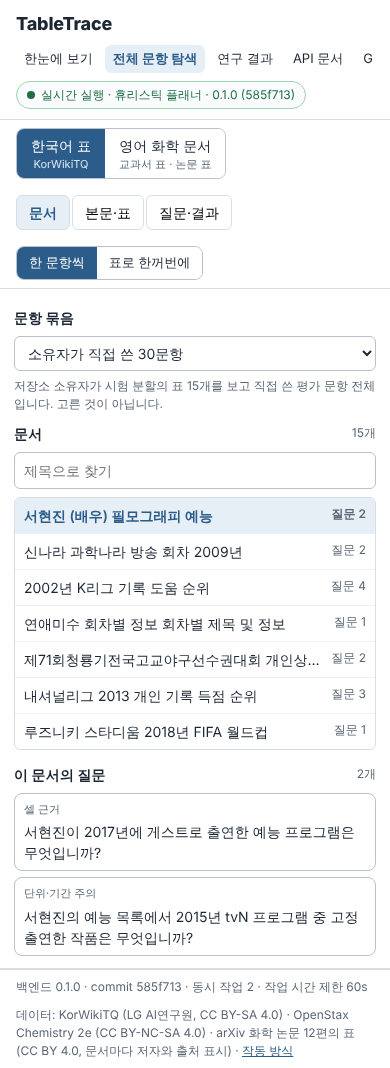 TableTrace
한눈에 보기 전체 문항 탐색 연구 결과 API 문서 G
실시간 실행 · 휴리스틱 플래너 · 0.1.0 (585f713)
한국어 표 영어 화학 문서
KorWikiTQ 교과서 표 · 논문 표
문서 본문·표 질문·결과
한 문항씩 표로 한꺼번에
문항 묶음
소유자가 직접 쓴 30문항
저장소 소유자가 시험 분할의 표 15개를 보고 직접 쓴 평가 문항 전체
입니다. 고른 것이 아닙니다.
문서 15개
제목으로 찾기
서현진 (배우) 필모그래피 예능 질문 2
신나라 과학나라 방송 회차 2009년 질문 2
2002년 K리그 기록 도움 순위 질문 4
연애미수 회차별 정보 회차별 제목 및 정보 질문 1
제71회청룡기전국고교야구선수권대회 개인상... 질문 2
내셔널리그 2013 개인 기록 득점 순위 질문 3
루즈니키 스타디움 2018년 FIFA 월드컵 질문 1
이 문서의 질문 2개
셀 근거
서현진이 2017년에 게스트로 출연한 예능 프로그램은
무엇입니까?
단위·기간 주의
서현진의 예능 목록에서 2015년 tvN 프로그램 중 고정
출연한 작품은 무엇입니까?
백엔드 0.1.0 · commit 585f713 · 동시 작업 2 · 작업 시간 제한 60s
데이터: KorWikiTQ (LG AI연구원, CC BY-SA 4.0) · OpenStax
Chemistry 2e (CC BY-NC-SA 4.0) · arXiv 화학 논문 12편의 표
(CC BY 4.0, 문서마다 저자와 출처 표시) · 작동 방식